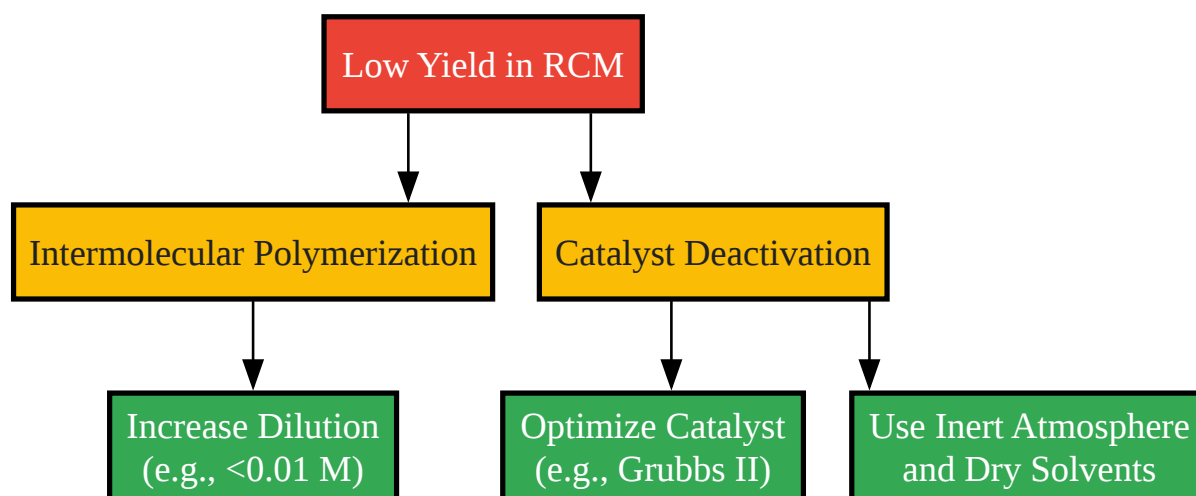 Low Yield in RCM
Intermolecular Polymerization
Catalyst Deactivation
Increase Dilution
(e.g., <0.01 M)
Optimize Catalyst
(e.g., Grubbs II)
Use Inert Atmosphere
and Dry Solvents